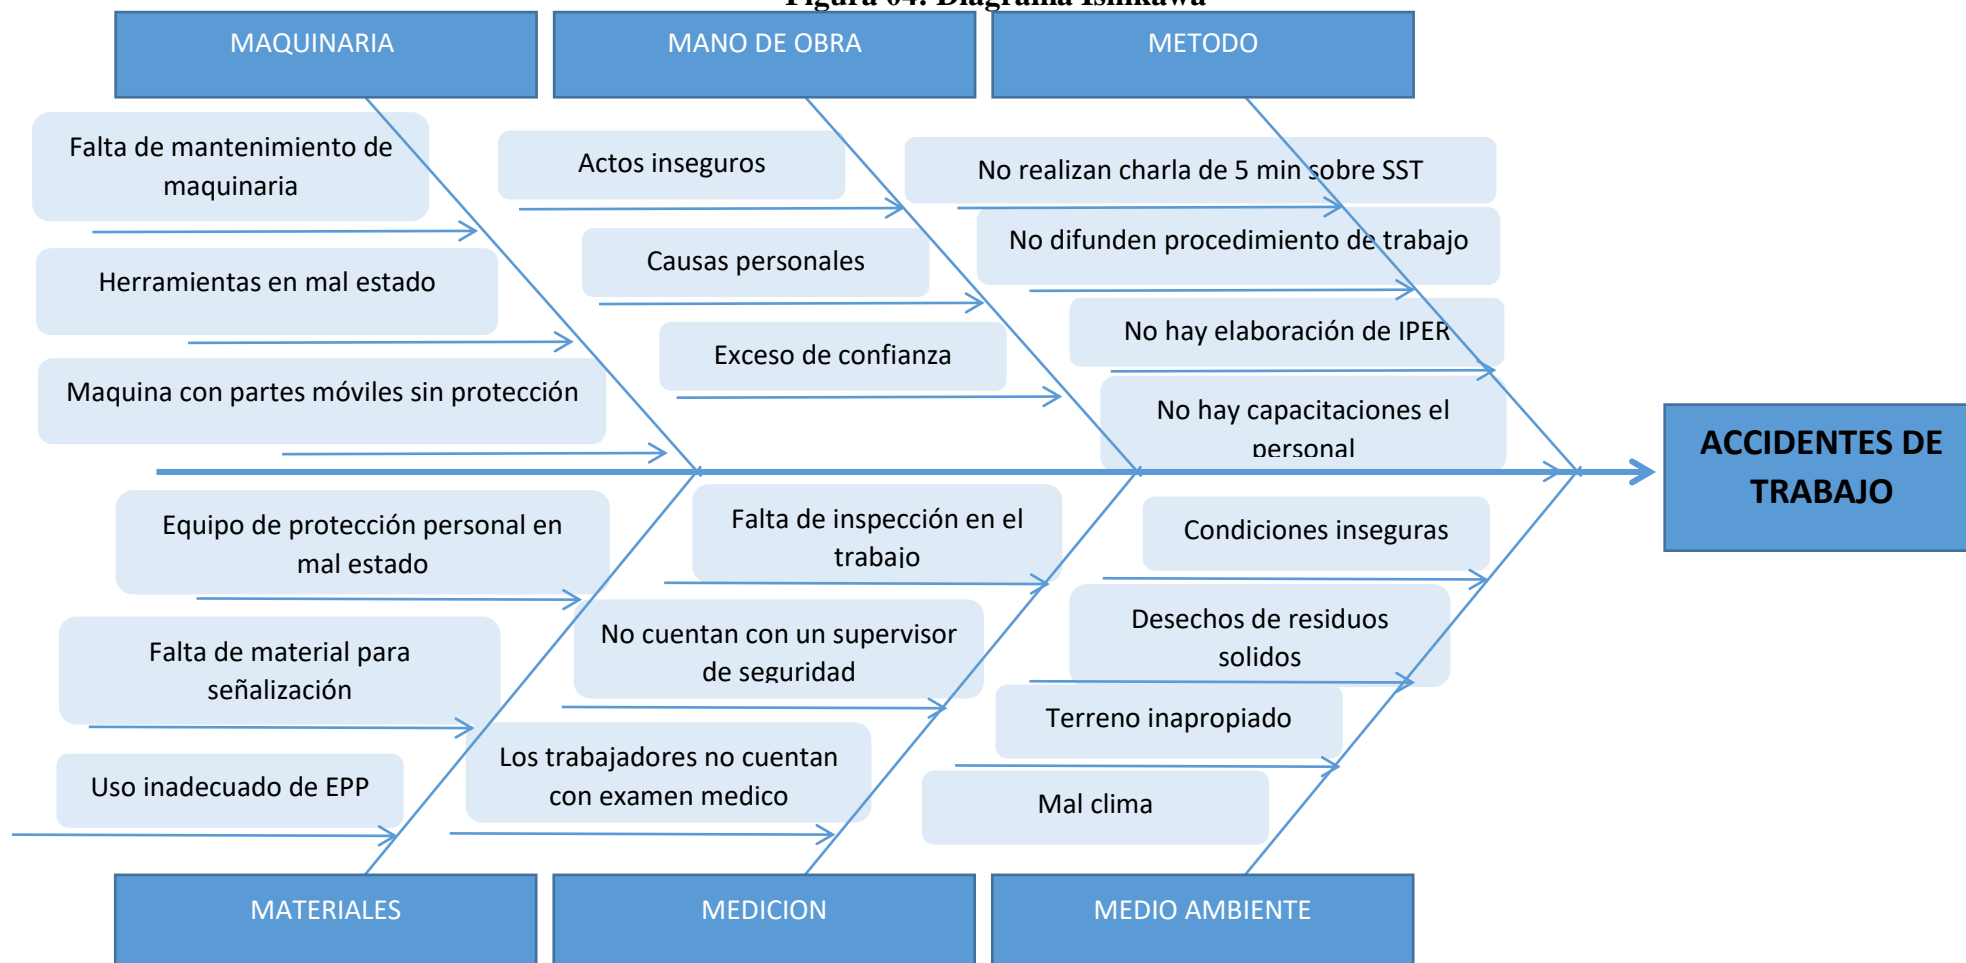 Figura 04: Diagrama Ishikawa
MAQUINARIA
MANO DE OBRA
METODO
Falta de mantenimiento de
maquinaria
Herramientas en mal estado
Maquina con partes móviles sin protección
Actos inseguros
Causas personales
Exceso de confianza
No realizan charla de 5 min sobre SST
No difunden procedimiento de trabajo
No hay elaboración de IPER
No hay capacitaciones el
personal
ACCIDENTES DE
TRABAJO
Equipo de protección personal en
mal estado
Falta de material para
señalización
Uso inadecuado de EPP
Falta de inspección en el
trabajo
No cuentan con un supervisor
de seguridad
Los trabajadores no cuentan
con examen medico
Condiciones inseguras
Desechos de residuos
solidos
Terreno inapropiado
Mal clima
MATERIALES
MEDICION
MEDIO AMBIENTE